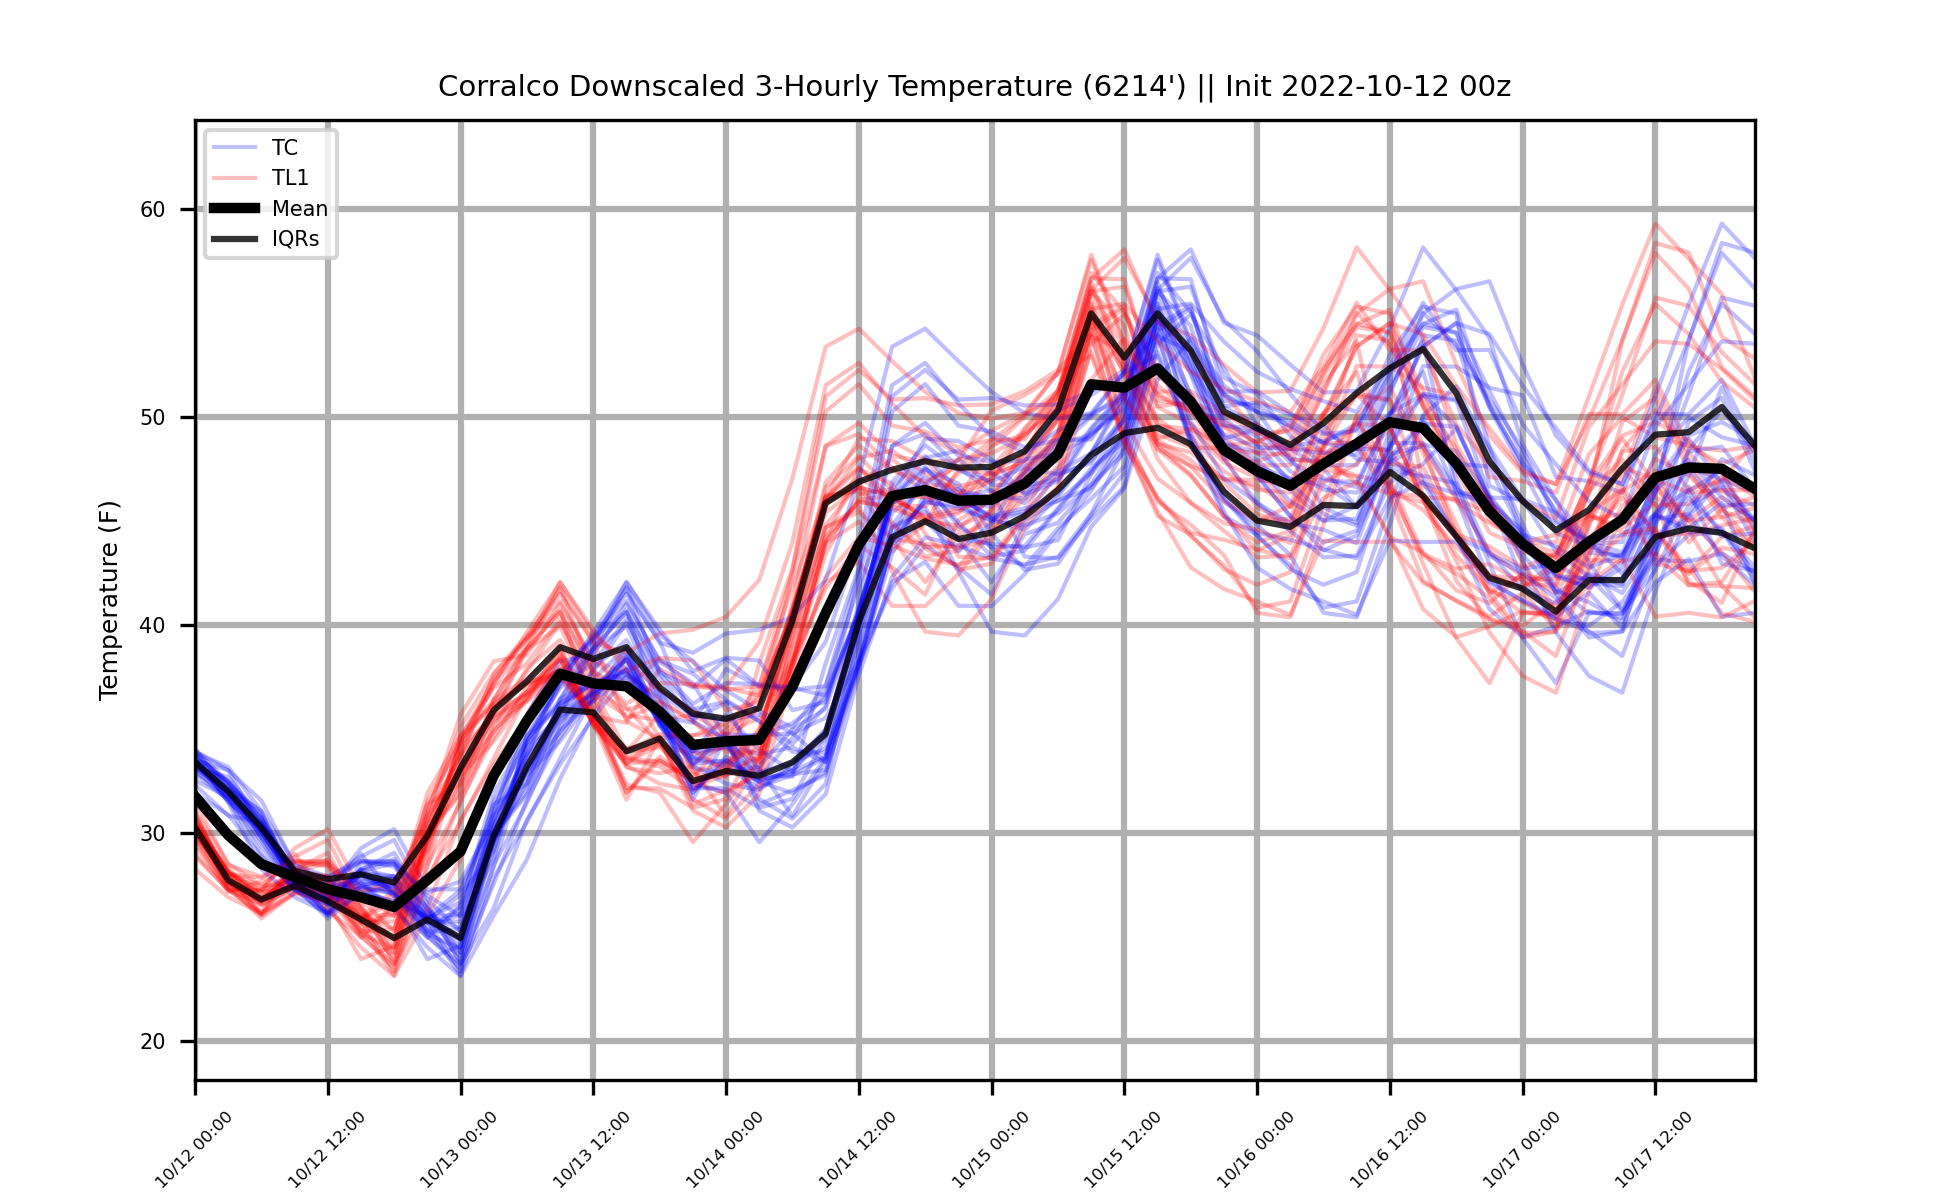 Corralco Downscaled 3-Hourly Temperature (6214') || Init 2022-10-12 00z
TC
TL1
Mean
IQRs
Temperature (F)
60
50
40
30
20
10/12 00:00
10/12 12:00
10/13 00:00
10/13 12:00
10/14 00:00
10/14 12:00
10/15 00:00
10/15 12:00
10/16 00:00
10/16 12:00
10/17 00:00
10/17 12:00